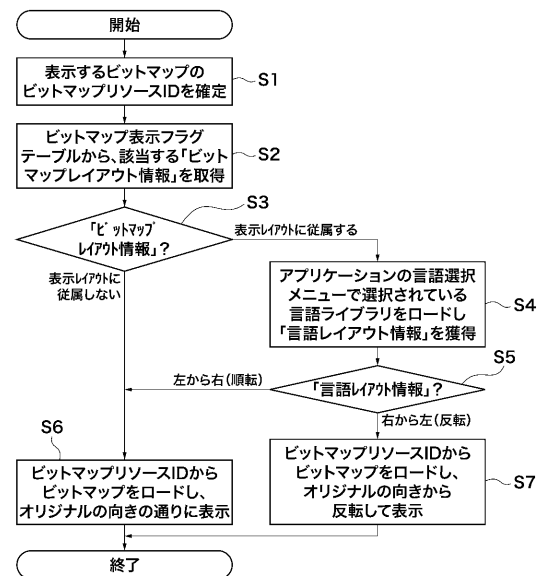 開始
表示するビットマップの
ビットマップリソースIDを確定
S1
ビットマップ表示フラグ
テーブルから、該当する「ビット
マップレイアウト情報」を取得
S2
S3
「ビットマップ
レイアウト情報」?
表示レイアウトに従属する
表示レイアウトに
従属しない
アプリケーションの言語選択
メニューで選択されている
言語ライブラリをロードし
「言語レイアウト情報」を獲得
S4
S5
左から右(順転)
「言語レイアウト情報」?
右から左(反転)
S6
ビットマップリソースIDから
ビットマップをロードし、
オリジナルの向きの通りに表示
ビットマップリソースIDから
ビットマップをロードし、
オリジナルの向きから
反転して表示
S7
終了